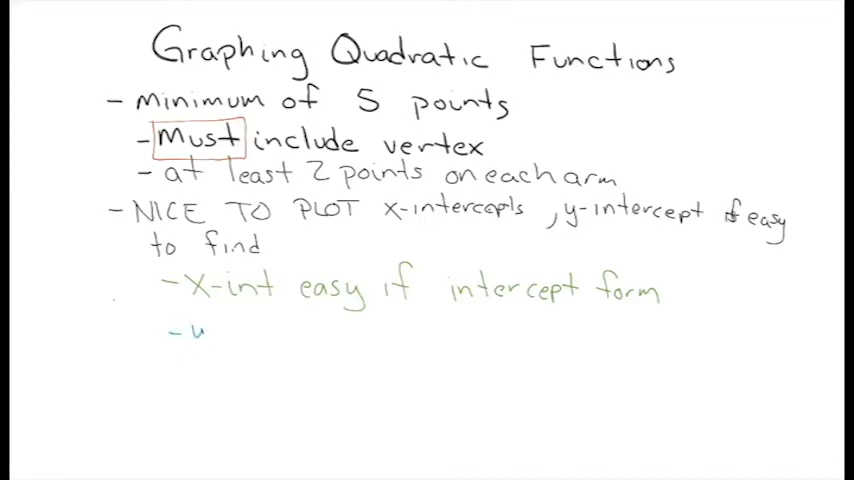 Graphing Quadratic Functions
- minimum of 5 points
- Must include vertex
- at least 2 points on each arm
- NICE TO PLOT x-intercepts, y-intercept if easy
to find
- X-int easy if intercept form
-